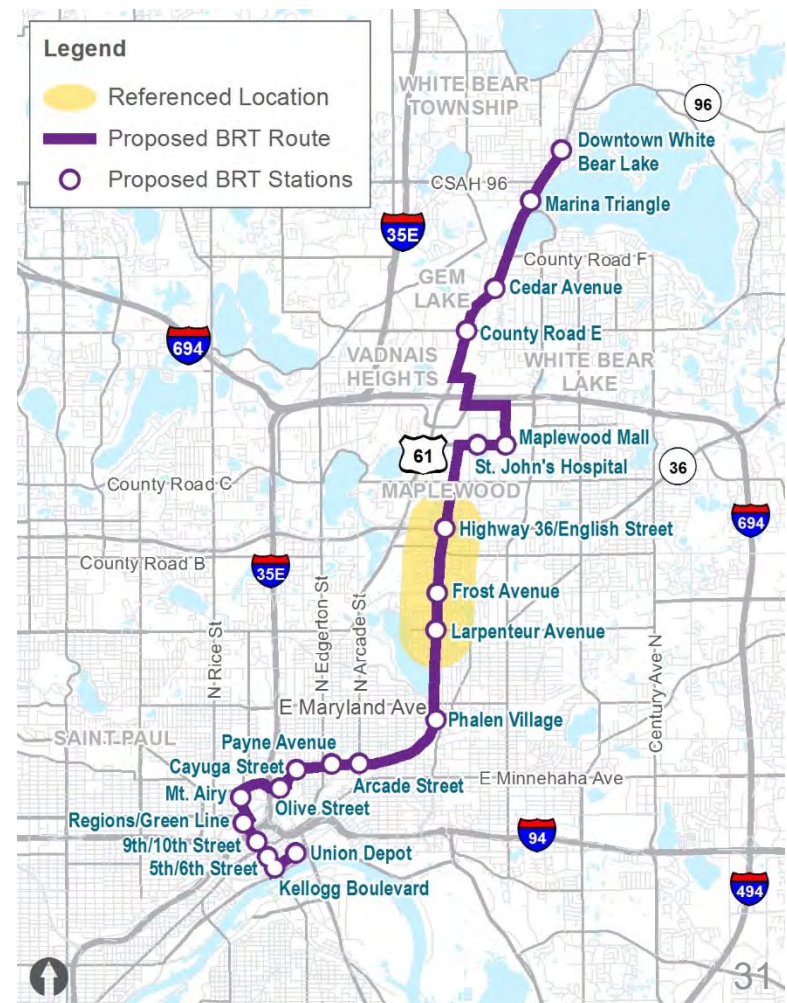 Legend
Referenced Location
Proposed BRT Route
Proposed BRT Stations
WHITE BEAR
TOWNSHIP
96
Downtown White
Bear Lake
CSAH 96
Marina Triangle
35E
County Road F
GEM
LAKE
Cedar Avenue
694
County Road E
VADNAIS
HEIGHTS
WHITE BEAR
LAKE
Maplewood Mall
61
St. John's Hospital
36
County Road C
MAPLEWOOD
694
Highway 36/English Street
County Road B
35E
Frost Avenue
N Rice St
N Edgerton St
N Arcade St
Larpenteur Avenue
Century Ave N
E Maryland Ave
Phalen Village
SAINT PAUL
Payne Avenue
Cayuga Street
Arcade Street
E Minnehaha Ave
Mt. Airy
Olive Street
Regions/Green Line
94
9th/10th Street
Union Depot
5th/6th Street
Kellogg Boulevard
494
31